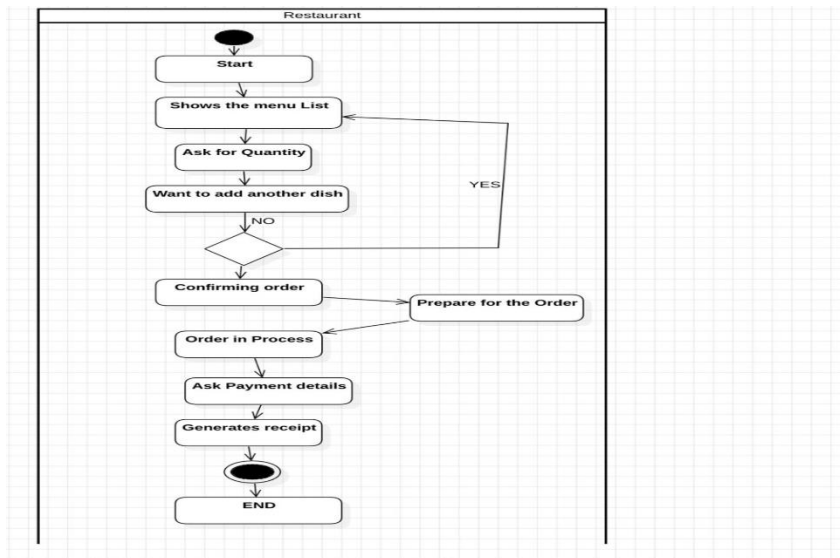 Restaurant
Start
Shows the menu List
Ask for Quantity
YES
Want to add another dish
NO
Confirming order
Prepare for the Order
Order in Process
Ask Payment details
Generates receipt
END